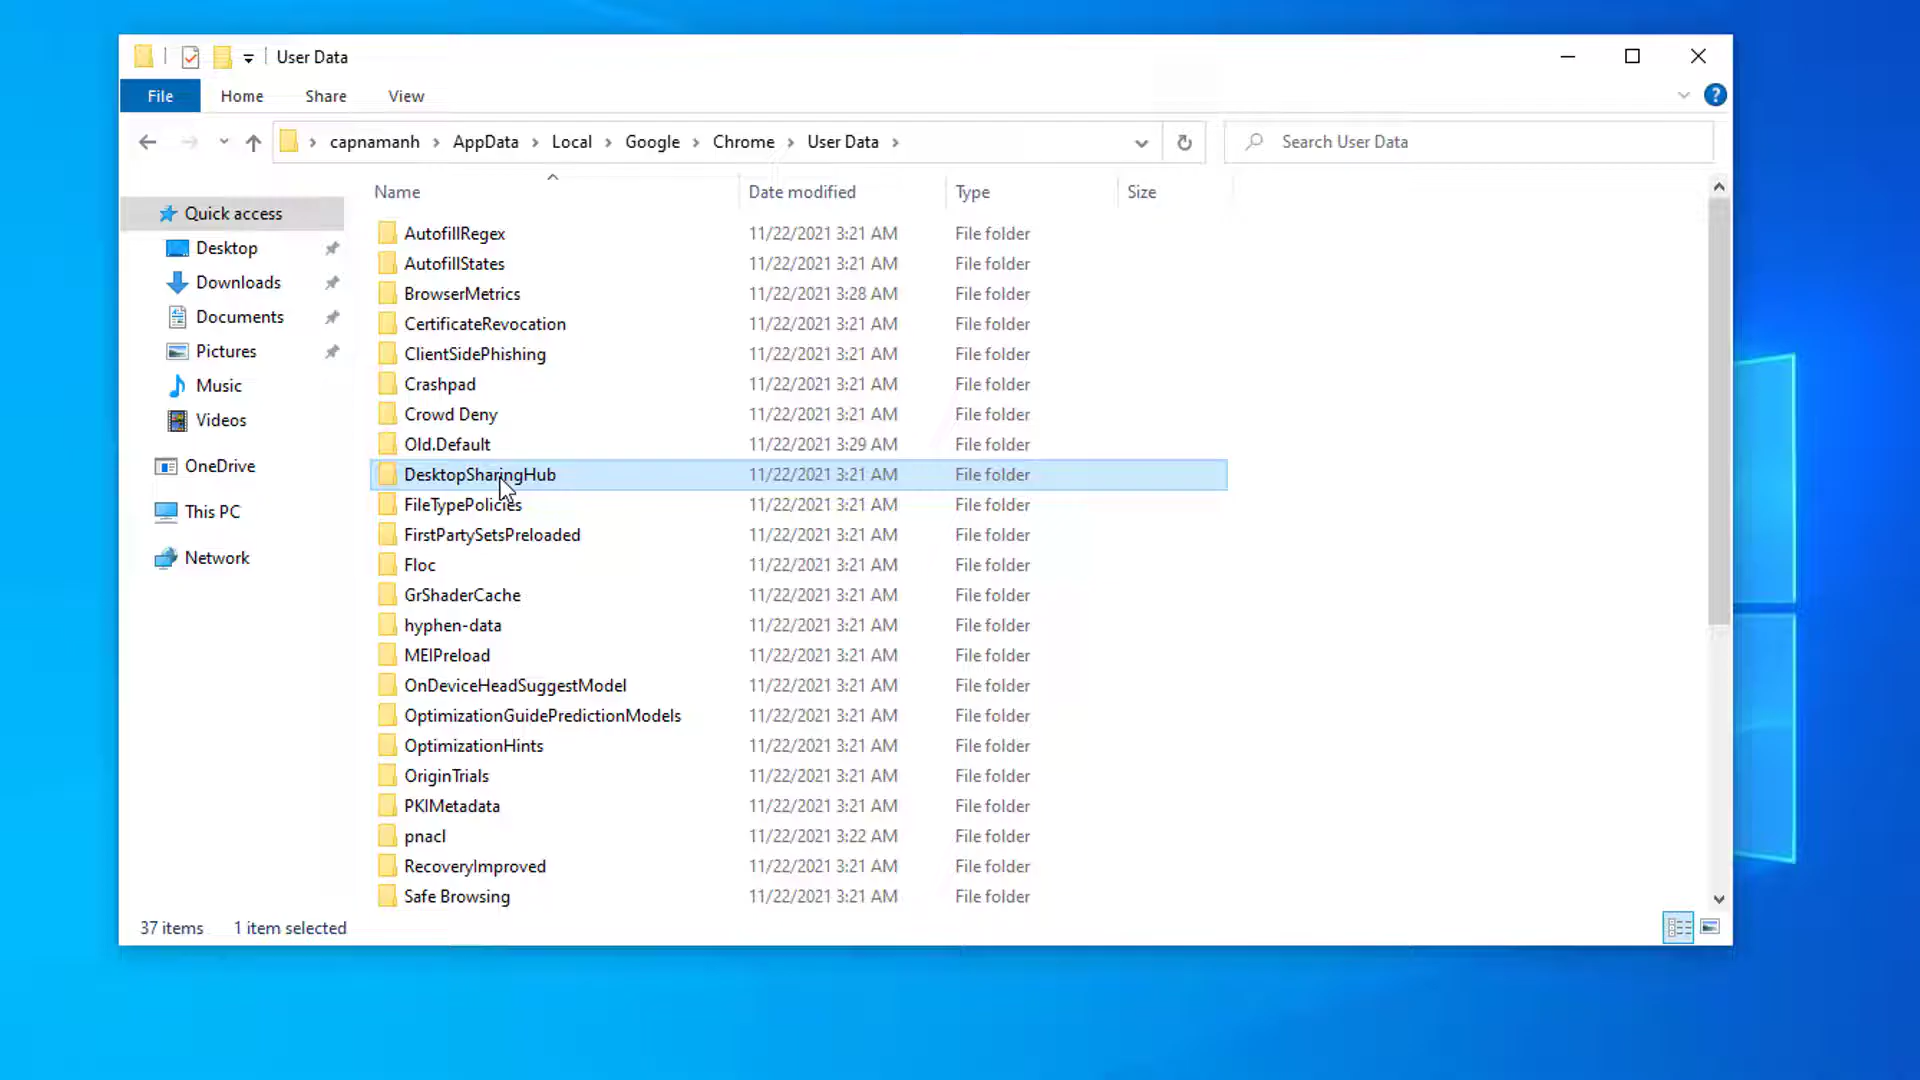 User Data
File Home Share View
capnamanh AppData Local Google Chrome User Data Search User Data
Name Date modified Type Size
Quick access
Desktop
Downloads
Documents
Pictures
Music
Videos
OneDrive
This PC
Network
AutofillRegex 11/22/2021 3:21 AM File folder
AutofillStates 11/22/2021 3:21 AM File folder
BrowserMetrics 11/22/2021 3:28 AM File folder
CertificateRevocation 11/22/2021 3:21 AM File folder
ClientSidePhishing 11/22/2021 3:21 AM File folder
Crashpad 11/22/2021 3:21 AM File folder
Crowd Deny 11/22/2021 3:21 AM File folder
Old.Default 11/22/2021 3:29 AM File folder
DesktopSharingHub 11/22/2021 3:21 AM File folder
FileTypePolicies 11/22/2021 3:21 AM File folder
FirstPartySetsPreloaded 11/22/2021 3:21 AM File folder
Floc 11/22/2021 3:21 AM File folder
GrShaderCache 11/22/2021 3:21 AM File folder
hyphen-data 11/22/2021 3:21 AM File folder
MEIPreload 11/22/2021 3:21 AM File folder
OnDeviceHeadSuggestModel 11/22/2021 3:21 AM File folder
OptimizationGuidePredictionModels 11/22/2021 3:21 AM File folder
OptimizationHints 11/22/2021 3:21 AM File folder
OriginTrials 11/22/2021 3:21 AM File folder
PKIMetadata 11/22/2021 3:21 AM File folder
pnacl 11/22/2021 3:22 AM File folder
RecoveryImproved 11/22/2021 3:21 AM File folder
Safe Browsing 11/22/2021 3:21 AM File folder
37 items 1 item selected